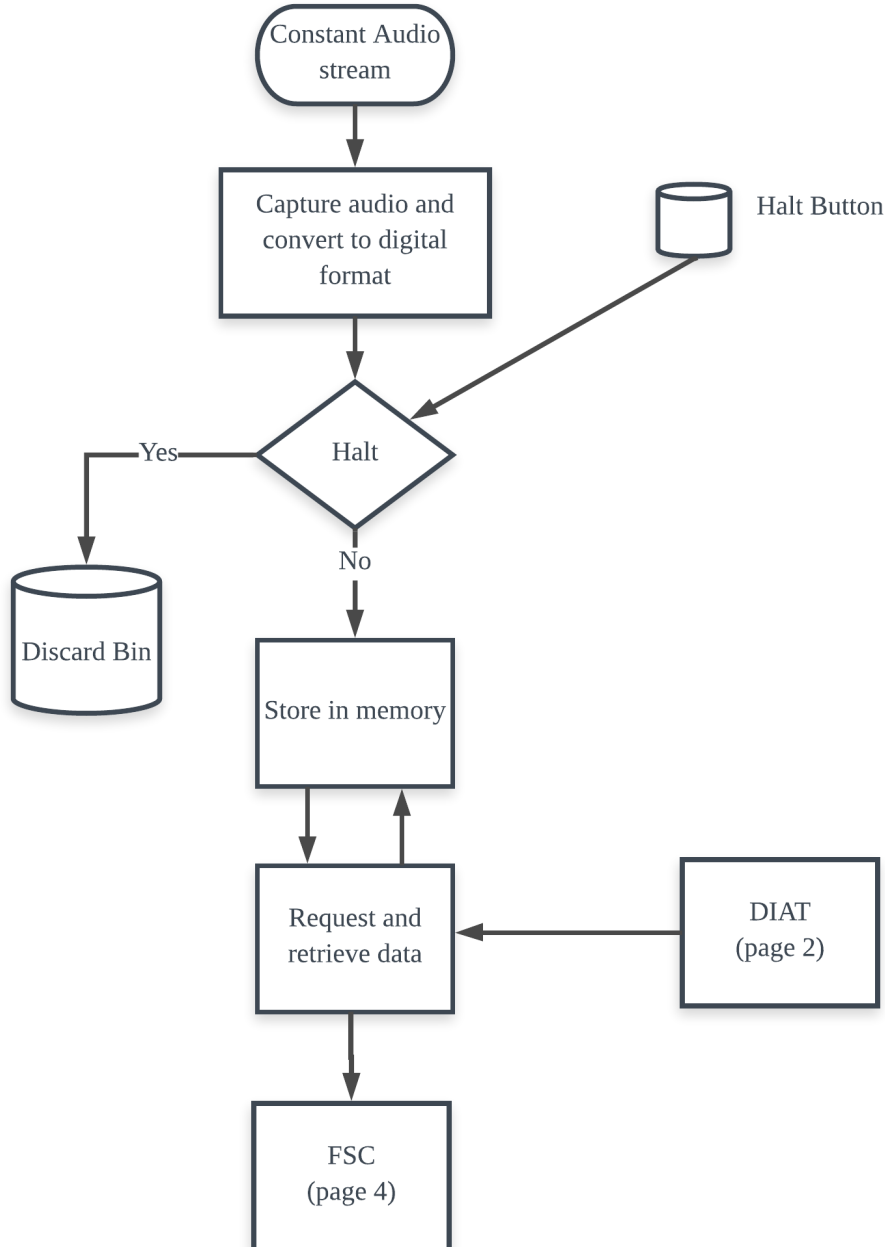 Constant Audio
stream
Capture audio and
convert to digital
format
Halt Button
Halt
Yes
No
Discard Bin
Store in memory
Request and
retrieve data
DIAT
(page 2)
FSC
(page 4)